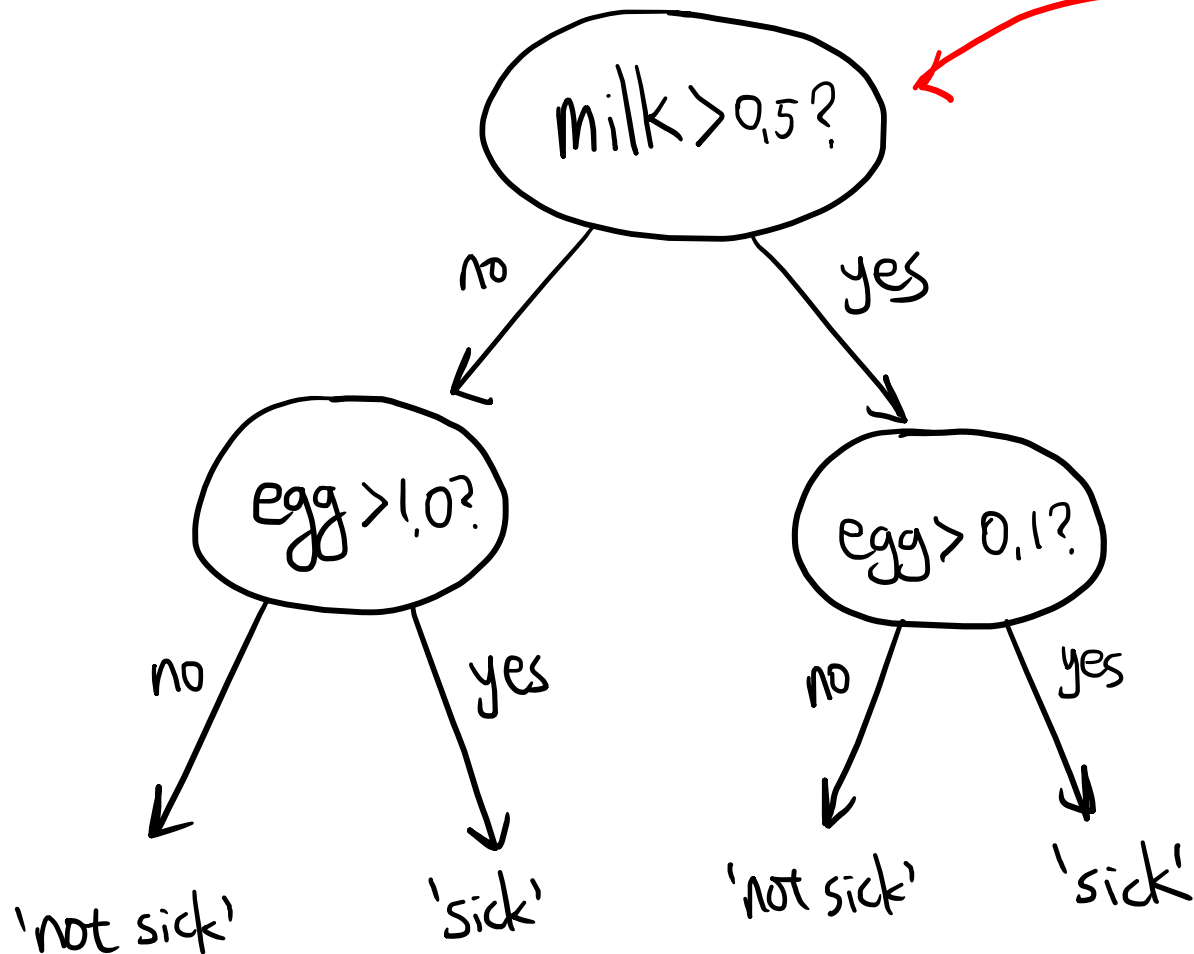 milk > 0,5?
no
yes
egg > 1,0?
egg > 0,1?
no
yes
no
yes
'not sick'
'sick'
'not sick'
'sick'